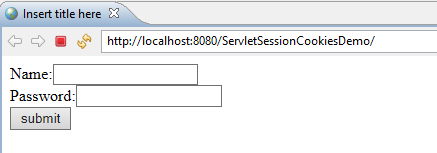 Insert title here
http://localhost:8080/ServletSessionCookiesDemo/
Name:
Password:
submit